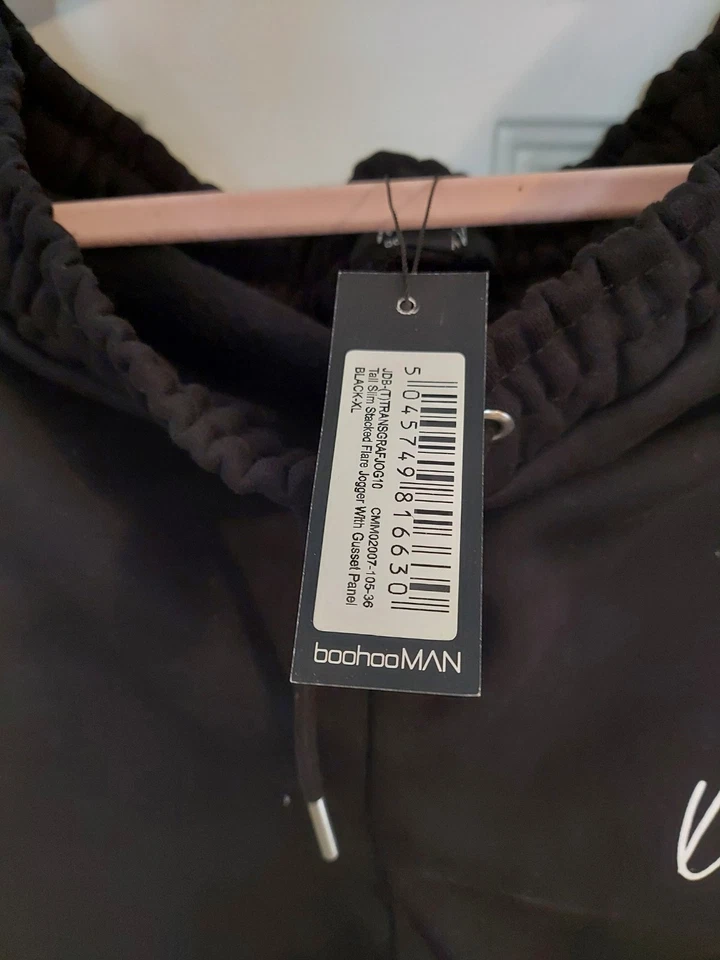 5 045749 816630
JDB-(T)TRANSGRAFJOG10 CMM02007-105-36
Tall Slim Stacked Flare Jogger With Gusset Panel
BLACK-XL
boohooMAN